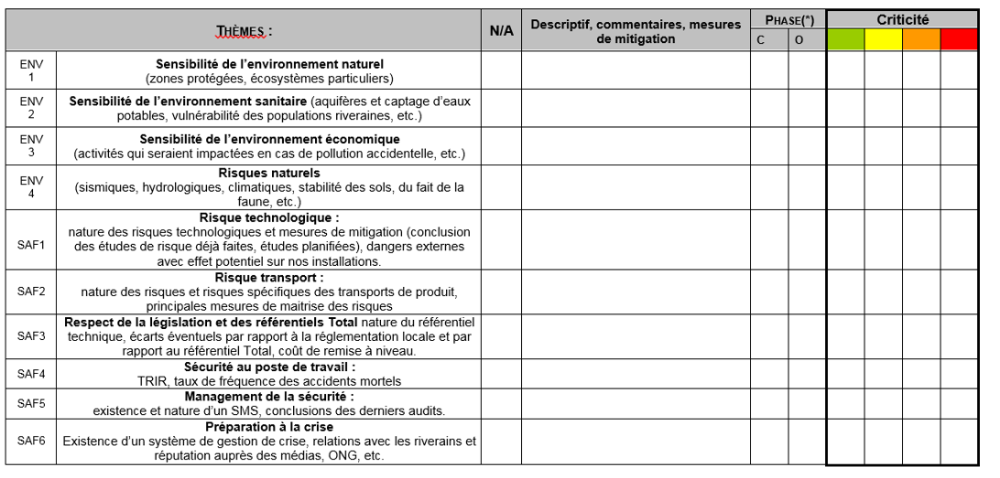 THÈMES :
N/A
Descriptif, commentaires, mesures
de mitigation
PHASE(*)
C
O
Criticité
ENV
1
Sensibilité de l’environnement naturel
(zones protégées, écosystèmes particuliers)
ENV
2
Sensibilité de l’environnement sanitaire (aquifères et captage d’eaux
potables, vulnérabilité des populations riveraines, etc.)
ENV
3
Sensibilité de l’environnement économique
(activités qui seraient impactées en cas de pollution accidentelle, etc.)
ENV
4
Risques naturels
(sismiques, hydrologiques, climatiques, stabilité des sols, du fait de la
faune, etc.)
SAF1
Risque technologique :
nature des risques technologiques et mesures de mitigation (conclusion
des études de risque déjà faites, études planifiées), dangers externes
avec effet potentiel sur nos installations.
SAF2
Risque transport :
nature des risques et risques spécifiques des transports de produit,
principales mesures de maitrise des risques
SAF3
Respect de la législation et des référentiels Total nature du référentiel
technique, écarts éventuels par rapport à la réglementation locale et par
rapport au référentiel Total, coût de remise à niveau.
SAF4
Sécurité au poste de travail :
TRIR, taux de fréquence des accidents mortels
SAF5
Management de la sécurité :
existence et nature d’un SMS, conclusions des derniers audits.
SAF6
Préparation à la crise
Existence d’un système de gestion de crise, relations avec les riverains et
réputation auprès des médias, ONG, etc.